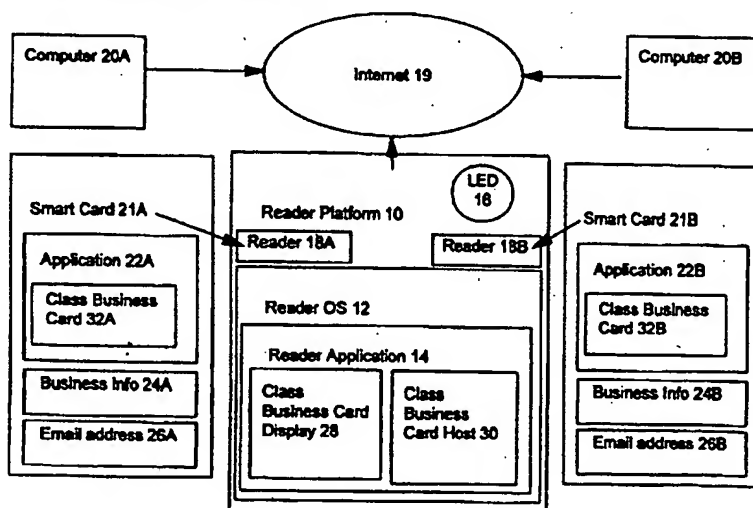 Computer 20A
Internet 19
Computer 20B
LED
16
Smart Card 21A
Reader Platform 10
Smart Card 21B
Reader 18A
Reader 18B
Application 22A
Application 22B
Class Business
Card 32A
Class Business
Card 32B
Reader OS 12
Reader Application 14
Business Info 24A
Class
Business Card
Display 28
Class
Business
Card Host 30
Business Info 24B
Email address 26A
Email address 26B